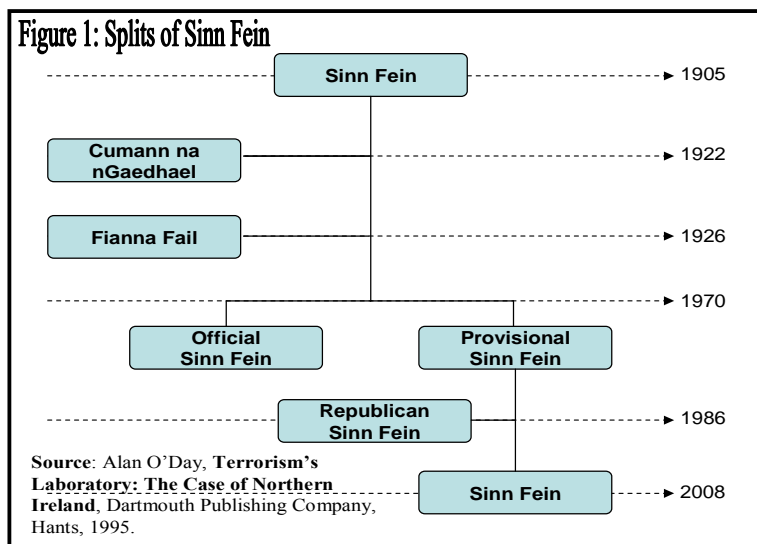 Figure 1: Splits of Sinn Fein
Sinn Fein
1905
Cumann na
nGaedhael
1922
Fianna Fail
1926
1970
Official
Sinn Fein
Provisional
Sinn Fein
Republican
Sinn Fein
1986
Source: Alan O’Day, Terrorism’s
Laboratory: The Case of Northern
Ireland, Dartmouth Publishing Company,
Hants, 1995.
Sinn Fein
2008